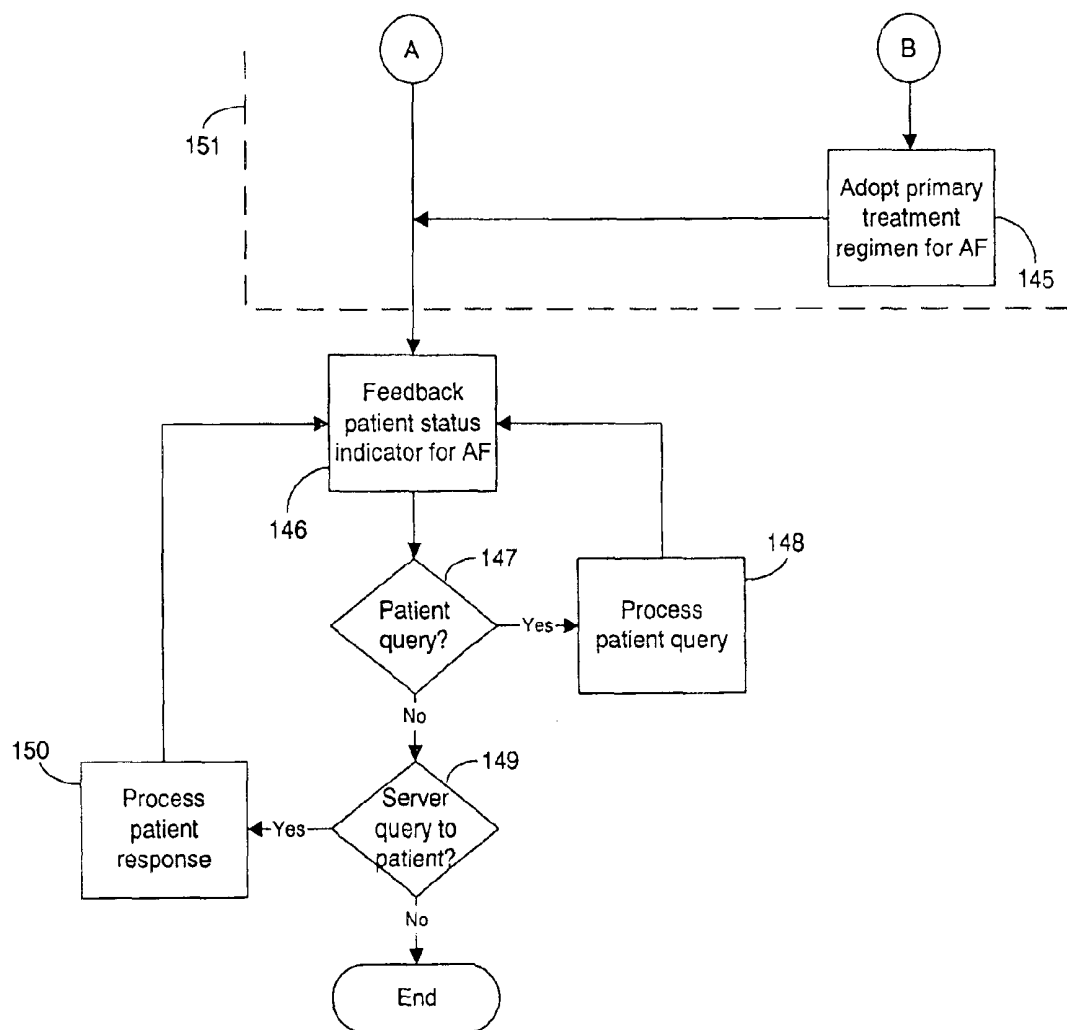 A
B
151
Adopt primary
treatment
regimen for AF
145
Feedback
patient status
indicator for AF
146
147
148
Patient
query?
Yes
Process
patient query
No
150
149
Process
patient
response
Yes
Server
query to
patient?
No
End